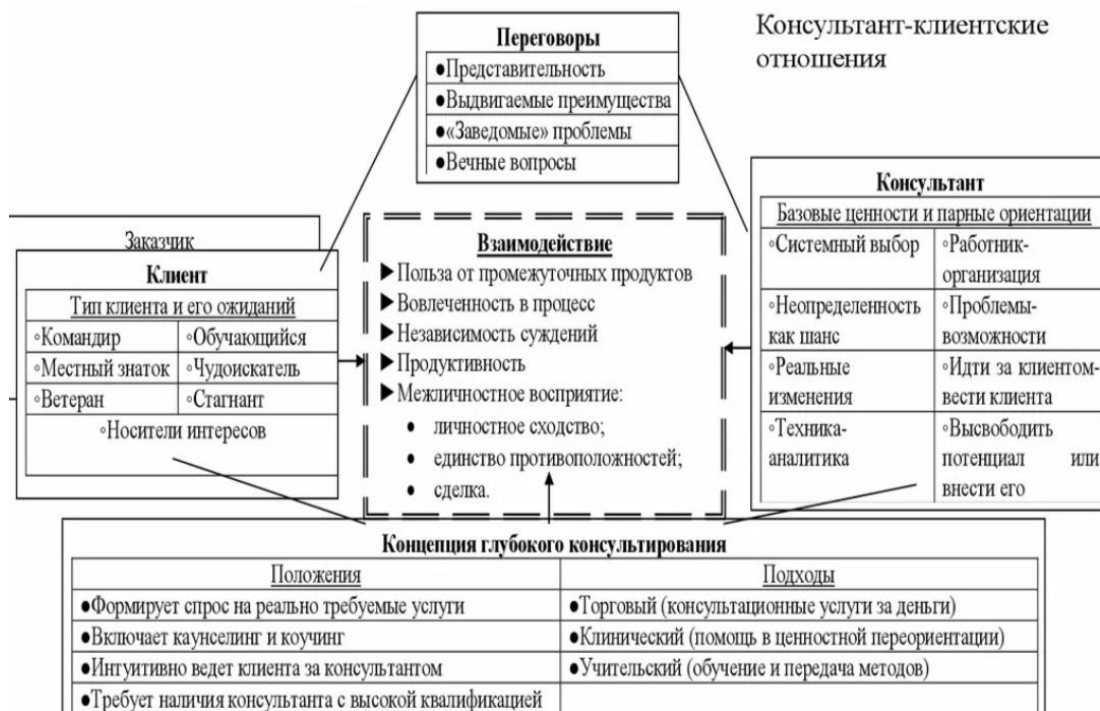 Консультант-клиентские
отношения
Переговоры
●Представительность
●Выдвигаемые преимущества
●«Заведомые» проблемы
●Вечные вопросы
Заказчик
Клиент
Тип клиента и его ожиданий
◦Командир
◦Обучающийся
◦Местный знаток
◦Чудоискатель
◦Ветеран
◦Стагнант
◦Носители интересов
Взаимодействие
▶Польза от промежуточных продуктов
▶Вовлеченность в процесс
▶Независимость суждений
▶Продуктивность
▶Межличностное восприятие:
● личностное сходство;
● единство противоположностей;
● сделка.
Консультант
Базовые ценности и парные ориентации
◦Системный выбор
◦Работник-
организация
◦Неопределенность
как шанс
◦Проблемы-
возможности
◦Реальные
изменения
◦Идти за клиентом-
вести клиента
◦Техника-
аналитика
◦Высвободить
потенциал или
внести его
Концепция глубокого консультирования
Положения
Подходы
●Формирует спрос на реально требуемые услуги
●Торговый (консультационные услуги за деньги)
●Включает каунселинг и коучинг
●Клинический (помощь в ценностной переориентации)
●Интуитивно ведет клиента за консультантом
●Учительский (обучение и передача методов)
●Требует наличия консультанта с высокой квалификацией